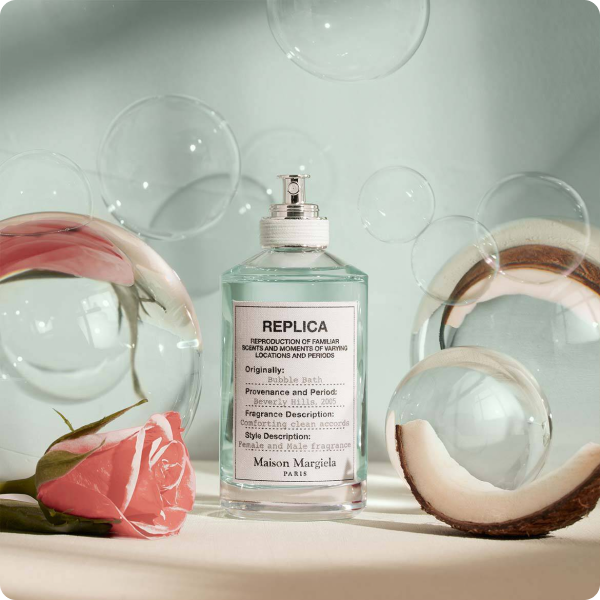 REPLICA
REPRODUCTION OF FAMILIAR
SCENTS AND MOMENTS OF VARYING
LOCATIONS AND PERIODS
Originally:
Bubble Bath
Provenance and Period:
Beverly Hills, 2005
Fragrance Description:
Comforting clean accords
Style Description:
Female and Male fragrance
Maison Margiela
PARIS